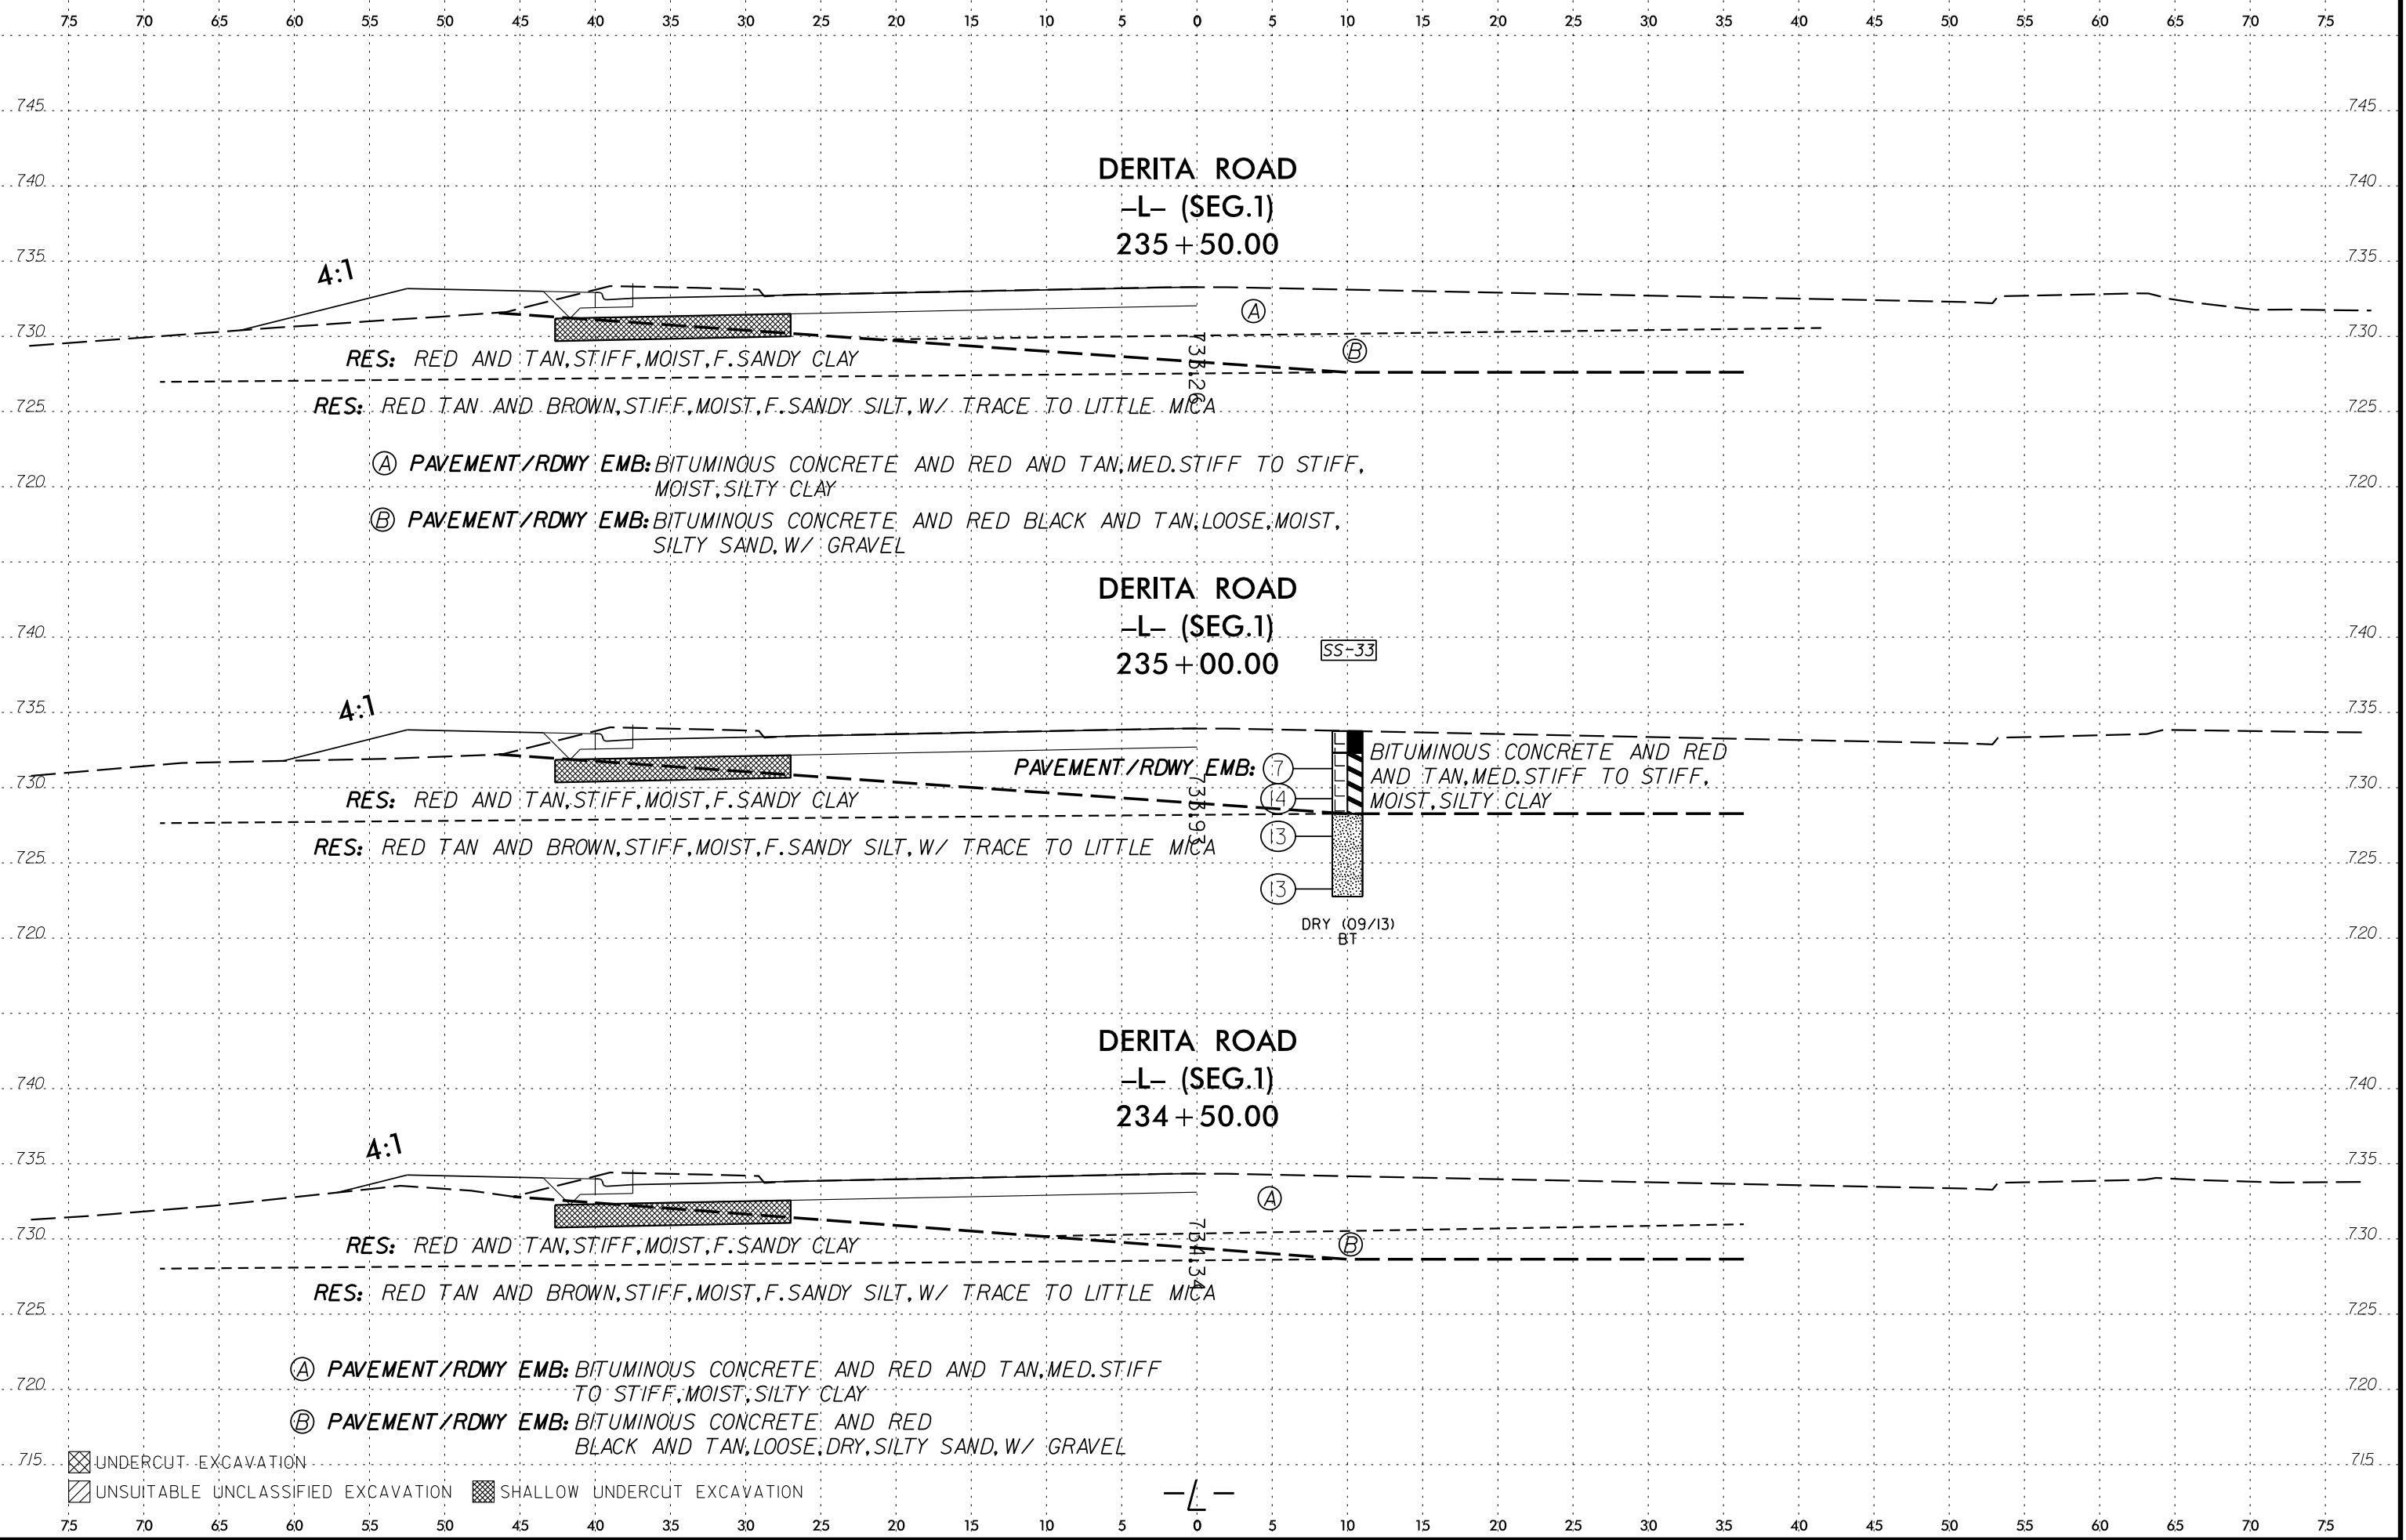 75 70 65 60 55 50 45 40 35 30 25 20 15 10 5 0 5 10 15 20 25 30 35 40 45 50 55 60 65 70 75
745 745
DERITA ROAD
740 740
-L- (SEG.1)
235+50.00
735 735
4:1
A
730 730
733.26
B
RES: RED AND TAN,STIFF,MOIST,F.SANDY CLAY
RES: RED TAN AND BROWN,STIFF,MOIST,F.SANDY SILT,W/ TRACE TO LITTLE MICA
725 725
A PAVEMENT/RDWY EMB: BITUMINOUS CONCRETE AND RED AND TAN,MED.STIFF TO STIFF,
MOIST,SILTY CLAY
720 720
B PAVEMENT/RDWY EMB: BITUMINOUS CONCRETE AND RED BLACK AND TAN,LOOSE,MOIST,
SILTY SAND,W/ GRAVEL
DERITA ROAD
-L- (SEG.1)
740 740
SS-33
235+00.00
735 735
4:1
BITUMINOUS CONCRETE AND RED
AND TAN,MED.STIFF TO STIFF,
MOIST,SILTY CLAY
PAVEMENT/RDWY EMB: 7
730 730
14
733.93
RES: RED AND TAN,STIFF,MOIST,F.SANDY CLAY
13
RES: RED TAN AND BROWN,STIFF,MOIST,F.SANDY SILT,W/ TRACE TO LITTLE MICA
725 725
13
DRY (09/13)
BT
720 720
DERITA ROAD
-L- (SEG.1)
740 740
234+50.00
735 735
4:1
A
730 730
734.34
B
RES: RED AND TAN,STIFF,MOIST,F.SANDY CLAY
RES: RED TAN AND BROWN,STIFF,MOIST,F.SANDY SILT,W/ TRACE TO LITTLE MICA
725 725
A PAVEMENT/RDWY EMB: BITUMINOUS CONCRETE AND RED AND TAN,MED.STIFF
TO STIFF,MOIST,SILTY CLAY
720 720
B PAVEMENT/RDWY EMB: BITUMINOUS CONCRETE AND RED
BLACK AND TAN,LOOSE,DRY,SILTY SAND,W/ GRAVEL
715 715
UNDERCUT EXCAVATION
UNSUITABLE UNCLASSIFIED EXCAVATION SHALLOW UNDERCUT EXCAVATION
-L-
75 70 65 60 55 50 45 40 35 30 25 20 15 10 5 0 5 10 15 20 25 30 35 40 45 50 55 60 65 70 75